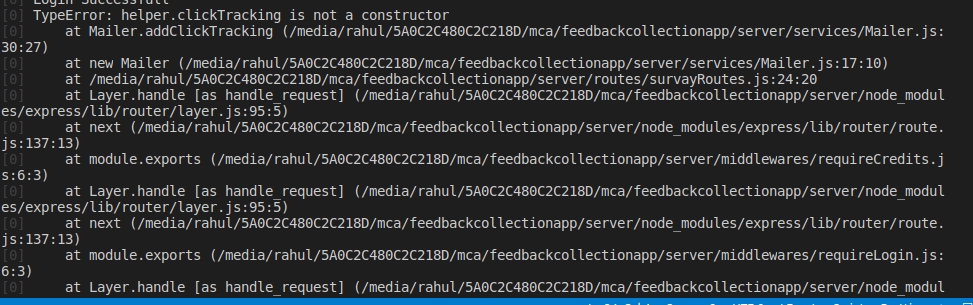 [0] Login Successfull
[0] TypeError: helper.clickTracking is not a constructor
[0]     at Mailer.addClickTracking (/media/rahul/5A0C2C480C2C218D/mca/feedbackcollectionapp/server/services/Mailer.js:
30:27)
[0]     at new Mailer (/media/rahul/5A0C2C480C2C218D/mca/feedbackcollectionapp/server/services/Mailer.js:17:10)
[0]     at /media/rahul/5A0C2C480C2C218D/mca/feedbackcollectionapp/server/routes/survayRoutes.js:24:20
[0]     at Layer.handle [as handle_request] (/media/rahul/5A0C2C480C2C218D/mca/feedbackcollectionapp/server/node_modul
es/express/lib/router/layer.js:95:5)
[0]     at next (/media/rahul/5A0C2C480C2C218D/mca/feedbackcollectionapp/server/node_modules/express/lib/router/route.
js:137:13)
[0]     at module.exports (/media/rahul/5A0C2C480C2C218D/mca/feedbackcollectionapp/server/middlewares/requireCredits.j
s:6:3)
[0]     at Layer.handle [as handle_request] (/media/rahul/5A0C2C480C2C218D/mca/feedbackcollectionapp/server/node_modul
es/express/lib/router/layer.js:95:5)
[0]     at next (/media/rahul/5A0C2C480C2C218D/mca/feedbackcollectionapp/server/node_modules/express/lib/router/route.
js:137:13)
[0]     at module.exports (/media/rahul/5A0C2C480C2C218D/mca/feedbackcollectionapp/server/middlewares/requireLogin.js:
6:3)
[0]     at Layer.handle [as handle_request] (/media/rahul/5A0C2C480C2C218D/mca/feedbackcollectionapp/server/node_modul